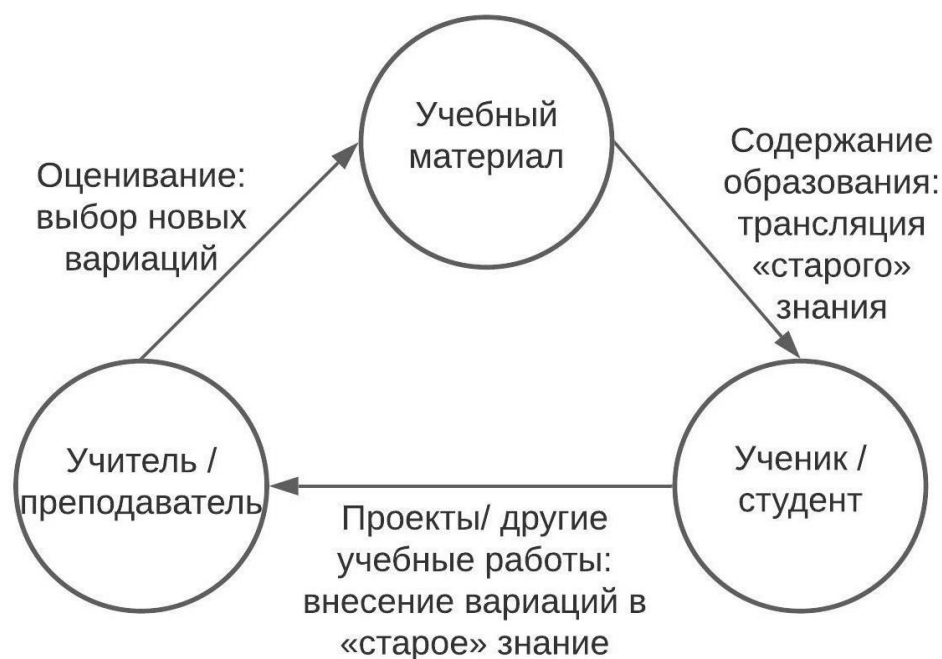 Учебный
материал
Оценивание:
выбор новых
вариаций
Содержание
образования:
трансляция
«старого»
знания
Учитель /
преподаватель
Ученик /
студент
Проекты/ другие
учебные работы:
внесение вариаций в
«старое» знание